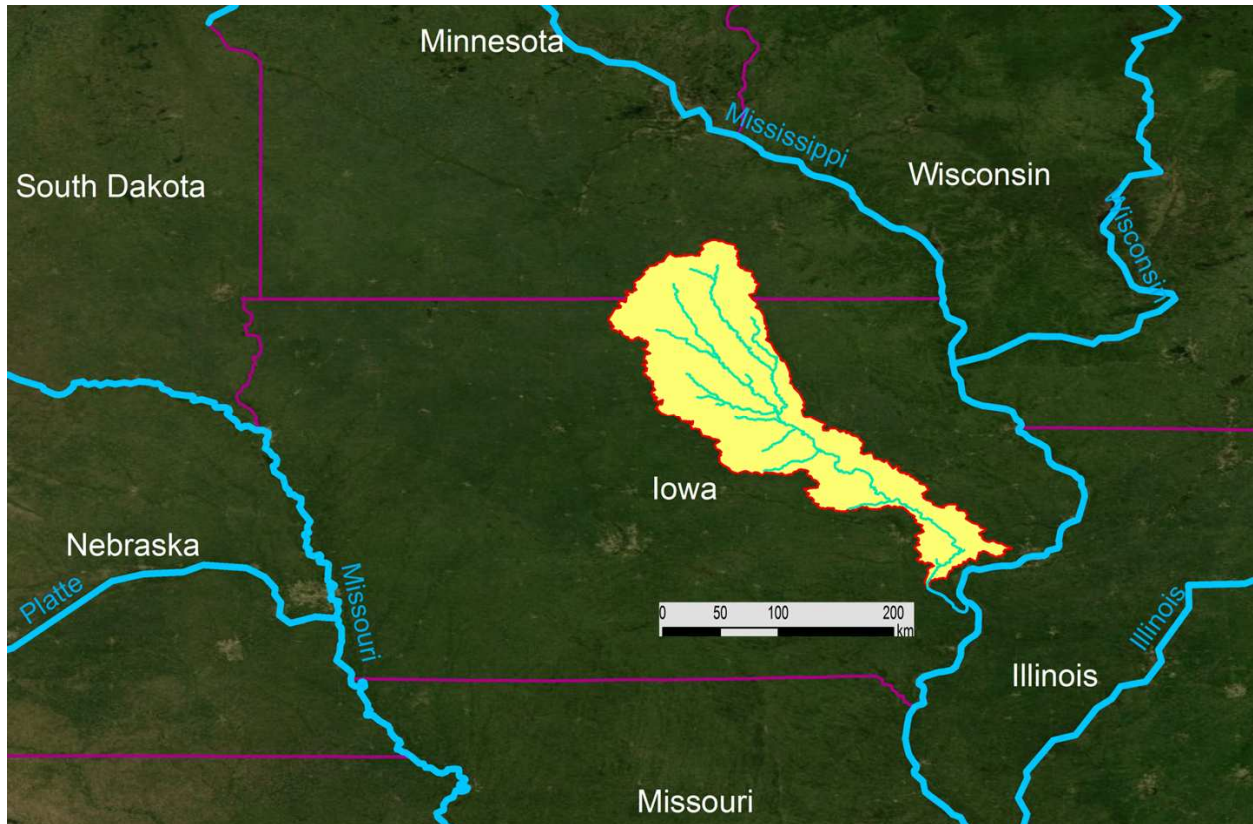 Minnesota
Mississippi
South Dakota
Wisconsin
Wisconsin
Iowa
Nebraska
Platte
Missouri
0 50 100 200
km
Illinois
Illinois
Missouri